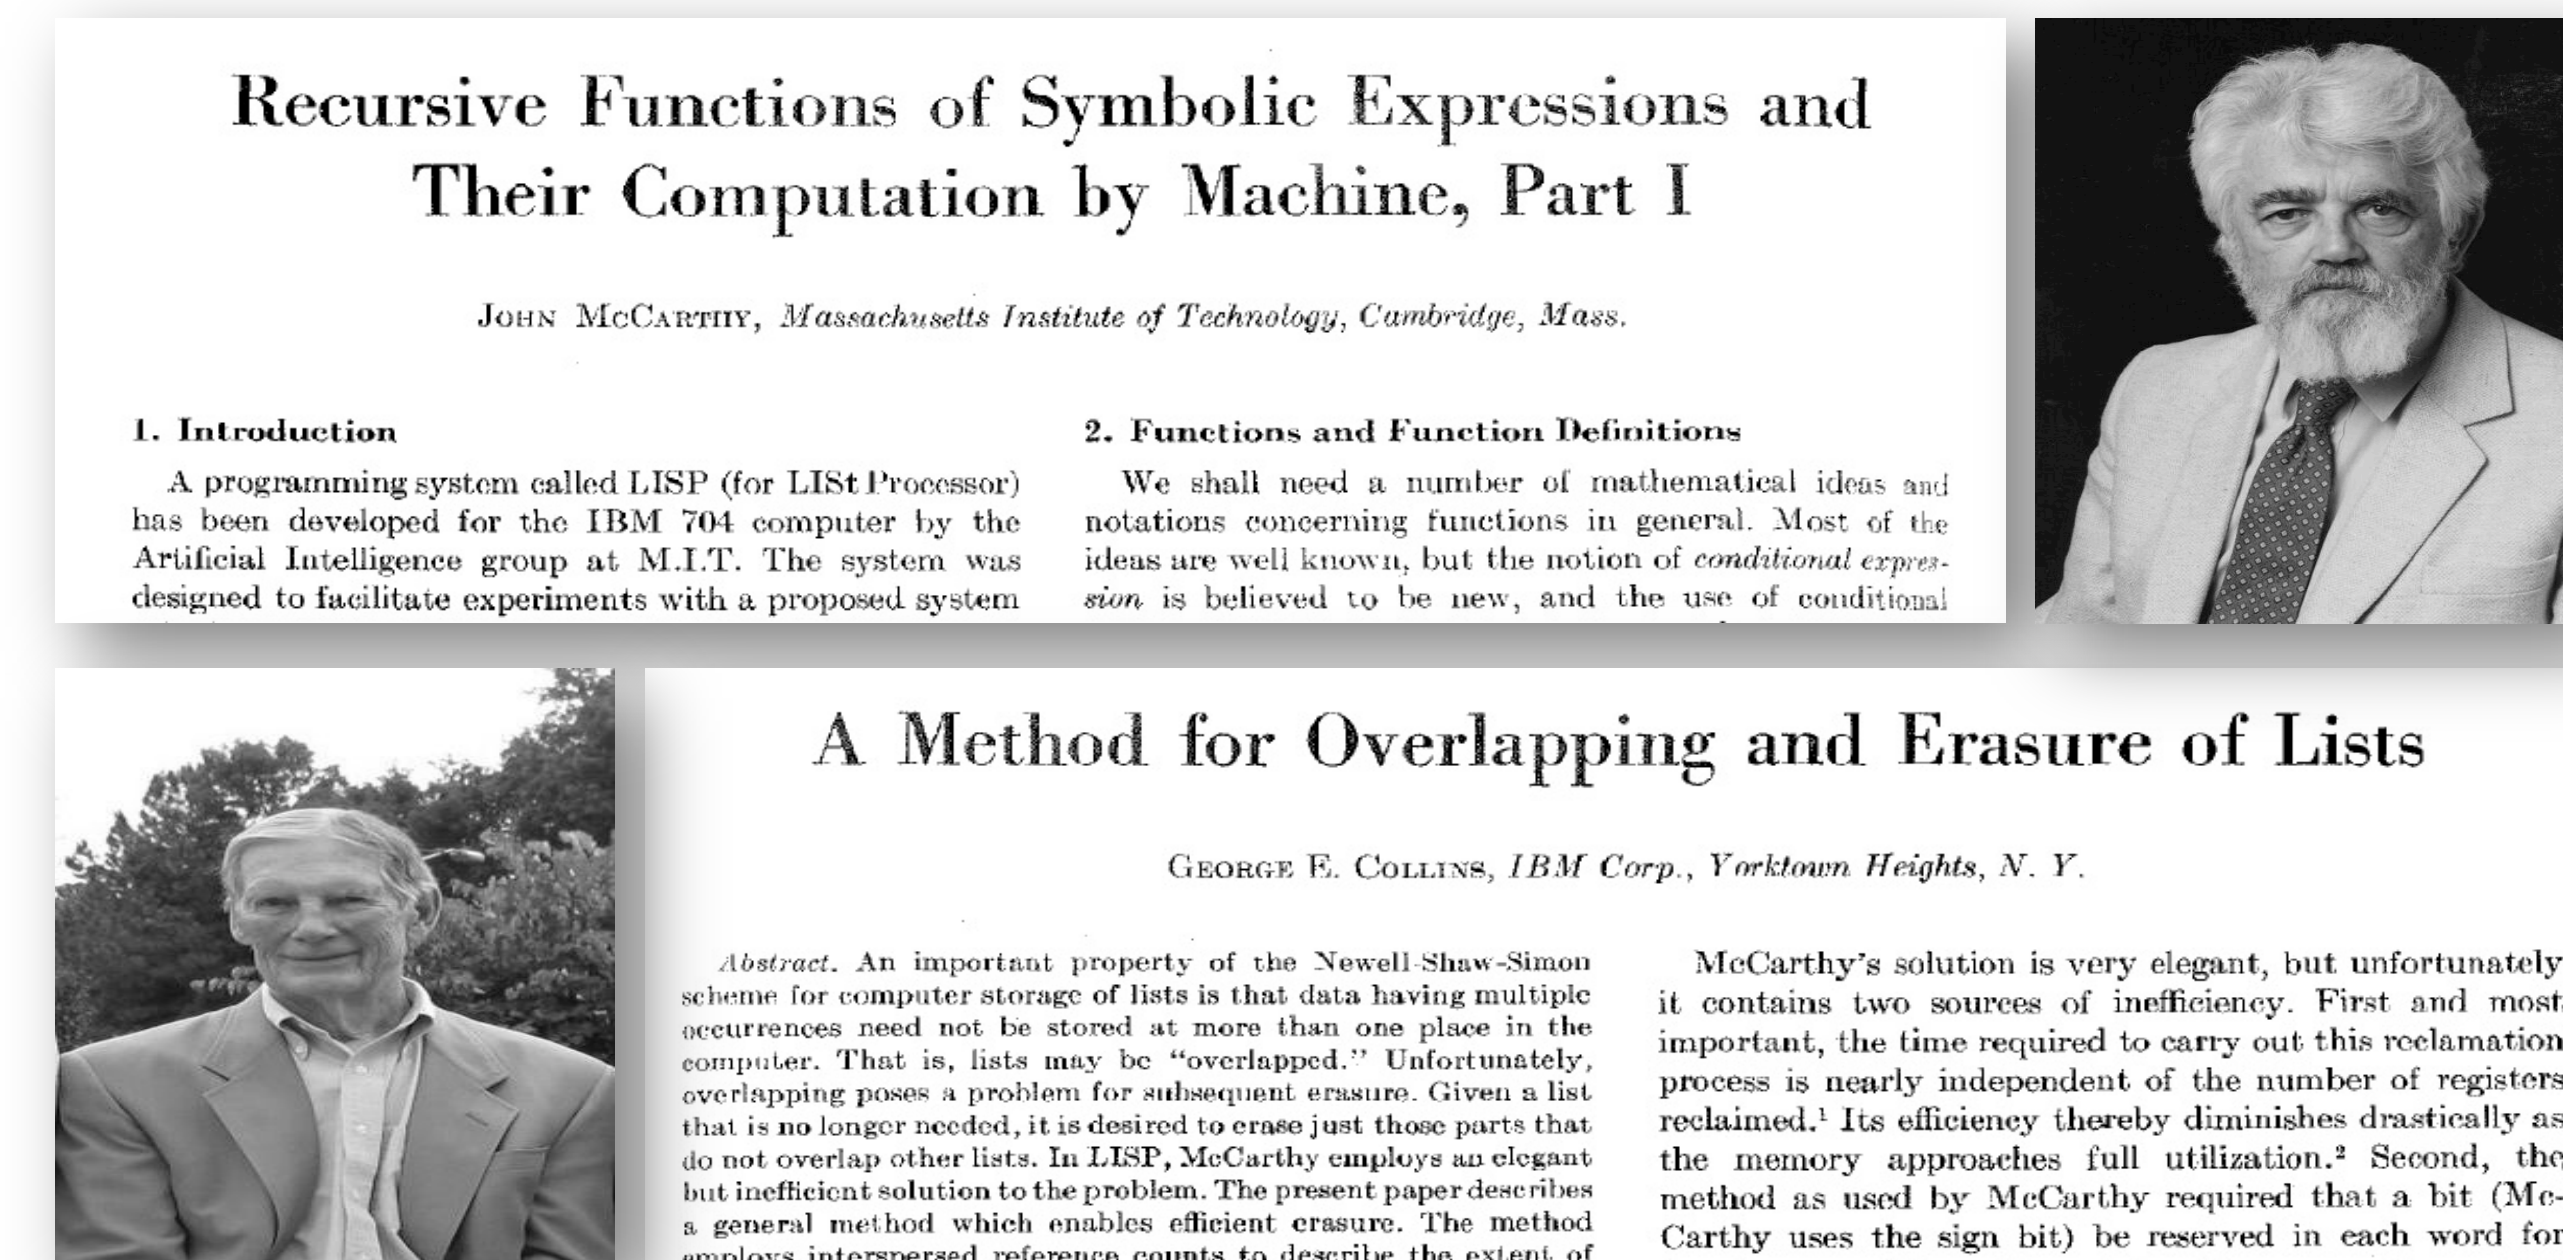 Recursive Functions of Symbolic Expressions and
Their Computation by Machine, Part I
JOHN McCARTHY, Massachusetts Institute of Technology, Cambridge, Mass.
1. Introduction
A programming system called LISP (for LISt Processor)
has been developed for the IBM 704 computer by the
Artificial Intelligence group at M.I.T. The system was
designed to facilitate experiments with a proposed system
2. Functions and Function Definitions
We shall need a number of mathematical ideas and
notations concerning functions in general. Most of the
ideas are well known, but the notion of conditional expres-
sion is believed to be new, and the use of conditional
A Method for Overlapping and Erasure of Lists
GEORGE E. COLLINS, IBM Corp., Yorktown Heights, N. Y.
Abstract. An important property of the Newell-Shaw-Simon
scheme for computer storage of lists is that data having multiple
occurrences need not be stored at more than one place in the
computer. That is, lists may be “overlapped.” Unfortunately,
overlapping poses a problem for subsequent erasure. Given a list
that is no longer needed, it is desired to erase just those parts that
do not overlap other lists. In LISP, McCarthy employs an elegant
but inefficient solution to the problem. The present paper describes
a general method which enables efficient erasure. The method
employs interspersed reference counts to describe the extent of
McCarthy’s solution is very elegant, but unfortunately
it contains two sources of inefficiency. First and most
important, the time required to carry out this reclamation
process is nearly independent of the number of registers
reclaimed.¹ Its efficiency thereby diminishes drastically as
the memory approaches full utilization.² Second, the
method as used by McCarthy required that a bit (Mc-
Carthy uses the sign bit) be reserved in each word for